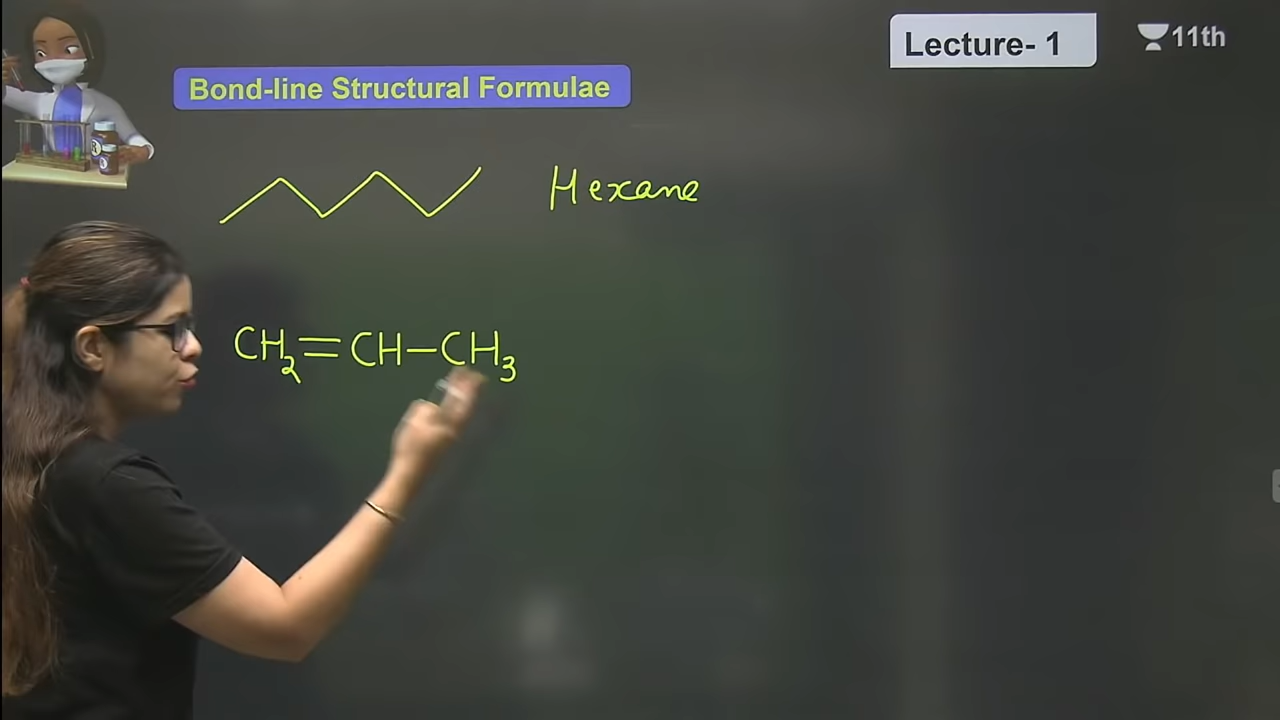 Lecture- 1
11th
Bond-line Structural Formulae
Hexane
CH₂=CH–CH₃